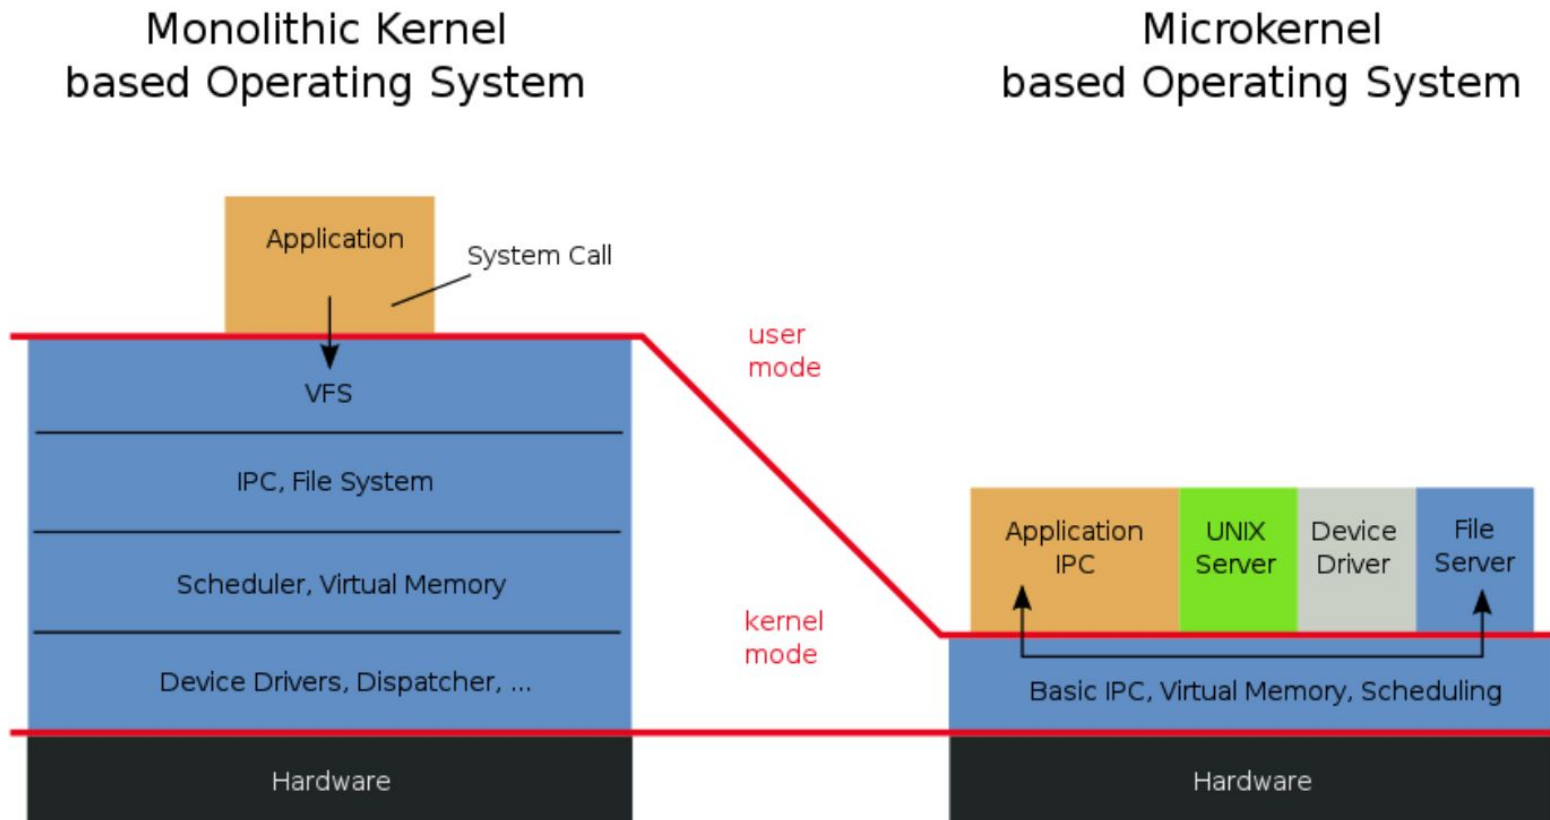 Monolithic Kernel
based Operating System
Microkernel
based Operating System
Application
System Call
user
mode
VFS
IPC, File System
Scheduler, Virtual Memory
Device Drivers, Dispatcher, ...
Hardware
kernel
mode
Application
IPC
UNIX
Server
Device
Driver
File
Server
Basic IPC, Virtual Memory, Scheduling
Hardware